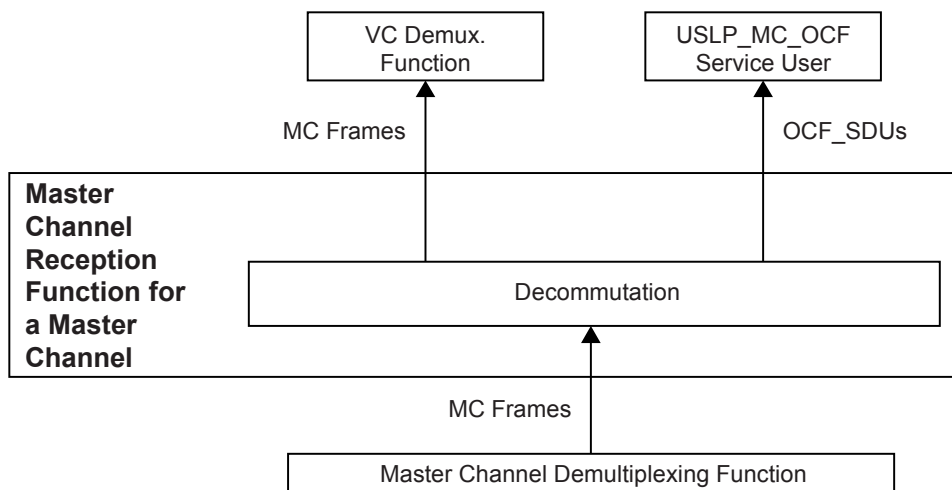 VC Demux.
Function
USLP_MC_OCF
Service User
MC Frames
OCF_SDUs
Master
Channel
Reception
Function for
a Master
Channel
Decommutation
MC Frames
Master Channel Demultiplexing Function